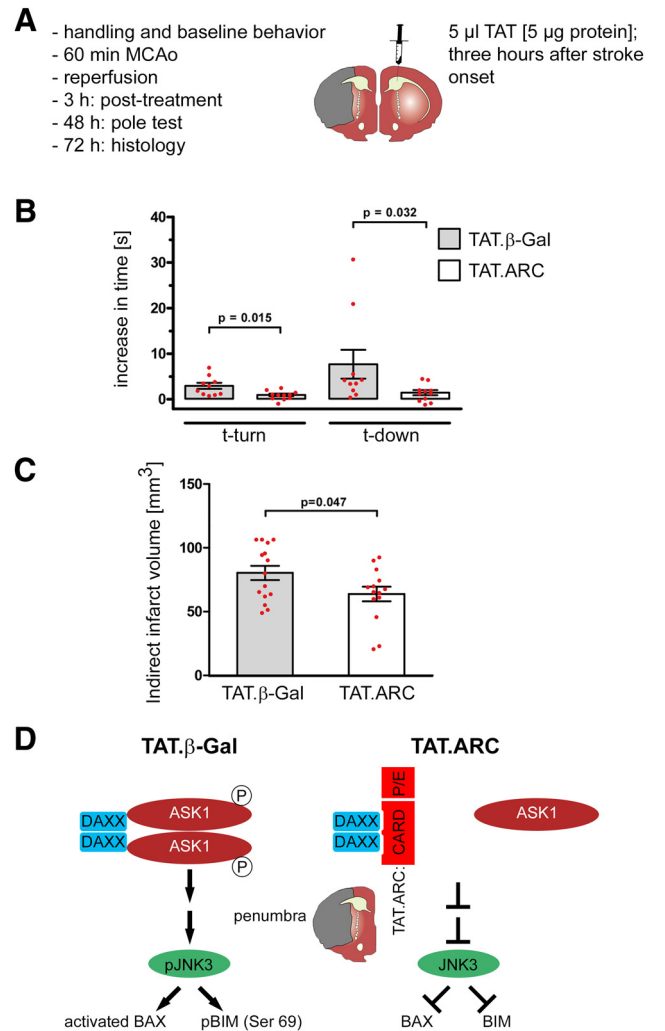 A
- handling and baseline behavior
- 60 min MCAo
- reperfusion
- 3 h: post-treatment
- 48 h: pole test
- 72 h: histology
5 µl TAT [5 µg protein];
three hours after stroke
onset
B
increase in time [s]
40
30
20
10
0
p = 0.015
p = 0.032
TAT.β-Gal
TAT.ARC
t-turn
t-down
C
Indirect infarct volume [mm³]
150
100
50
0
p=0.047
TAT.β-Gal
TAT.ARC
D
TAT.β-Gal
DAXX
DAXX
ASK1
ASK1
P
P
pJNK3
activated BAX
pBIM (Ser 69)
TAT.ARC
P/E
CARD
TAT.ARC:
DAXX
DAXX
ASK1
penumbra
JNK3
BAX
BIM